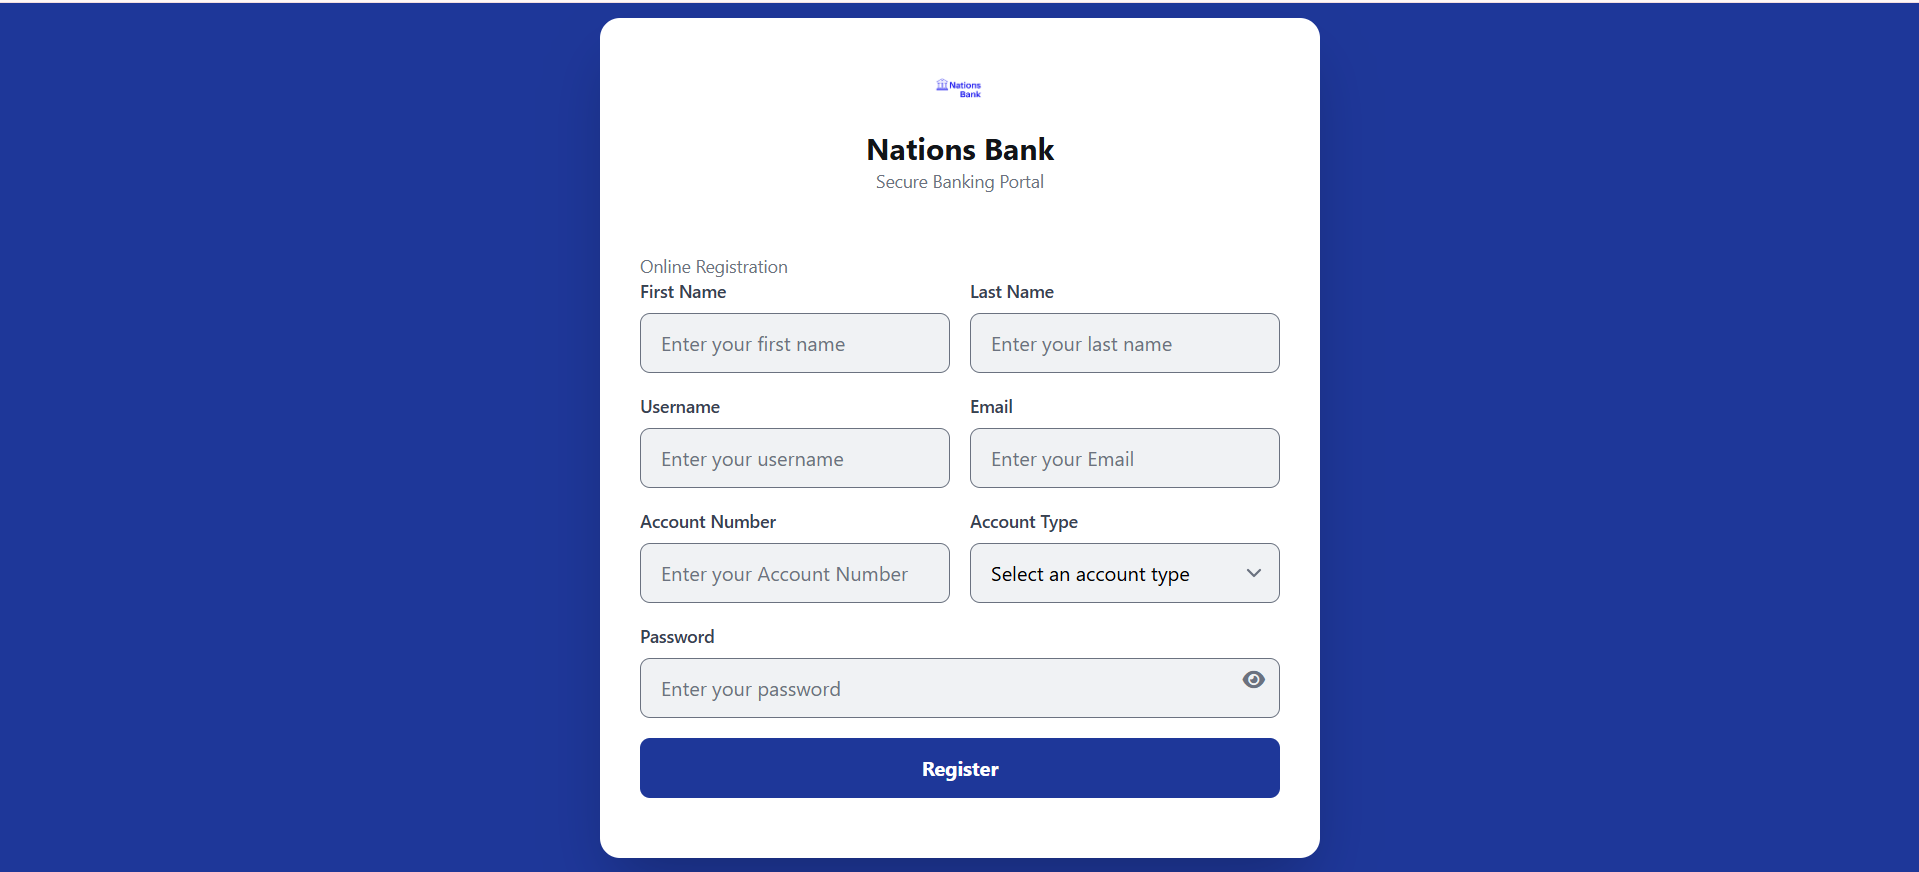 Nations
Bank
Nations Bank
Secure Banking Portal
Online Registration
First Name
Last Name
Enter your first name
Enter your last name
Username
Email
Enter your username
Enter your Email
Account Number
Account Type
Enter your Account Number
Select an account type
Password
Enter your password
Register